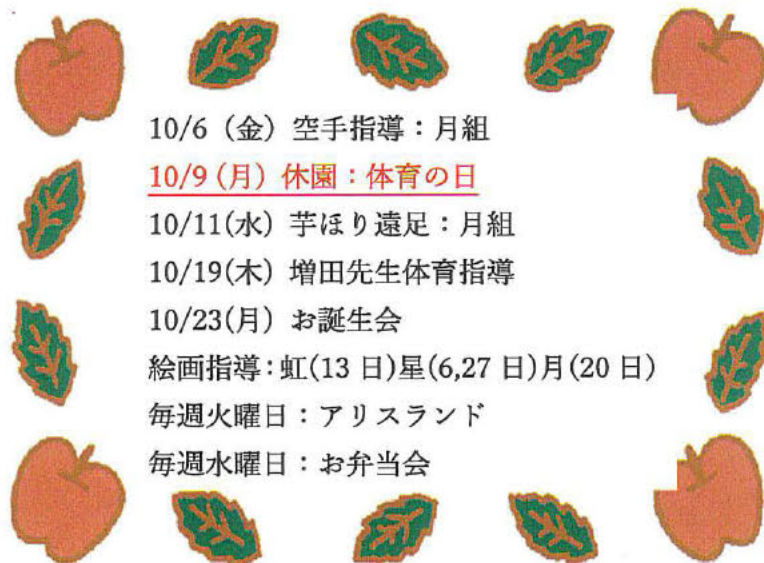 10/6（金）空手指導：月組
10/9（月）休園：体育の日
10/11(水）芋ほり遠足：月組
10/19(木）増田先生体育指導
10/23(月）お誕生会
絵画指導：虹(13 日)星(6,27 日)月(20 日)
毎週火曜日：アリスランド
毎週水曜日：お弁当会